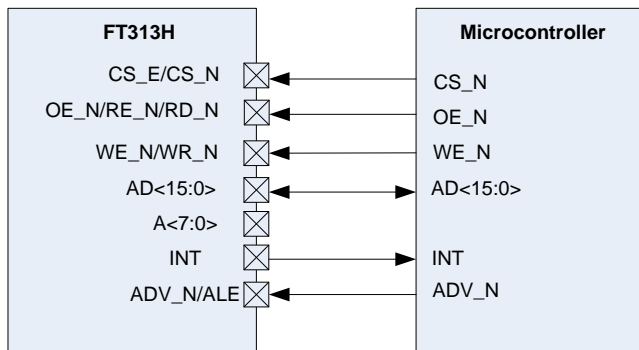 FT313H
Microcontroller
CS_E/CS_N
CS_N
OE_N/RE_N/RD_N
OE_N
WE_N/WR_N
WE_N
AD<15:0>
AD<15:0>
A<7:0>
INT
INT
ADV_N/ALE
ADV_N